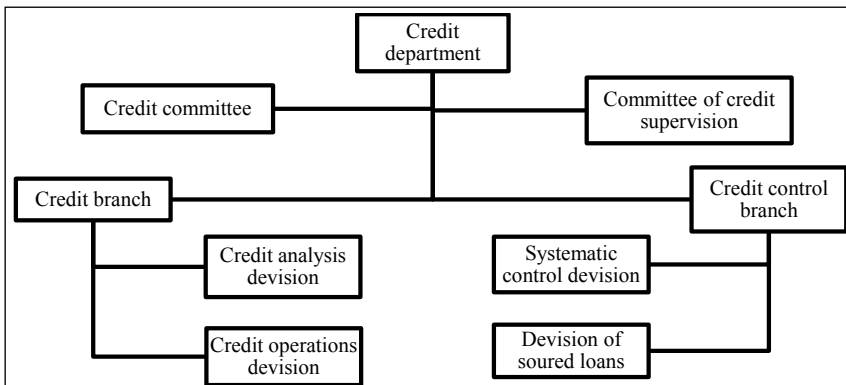 Credit
department
Credit committee
Committee of credit
supervision
Credit branch
Credit control
branch
Credit analysis
devision
Systematic
control devision
Credit operations
devision
Devision of
soured loans